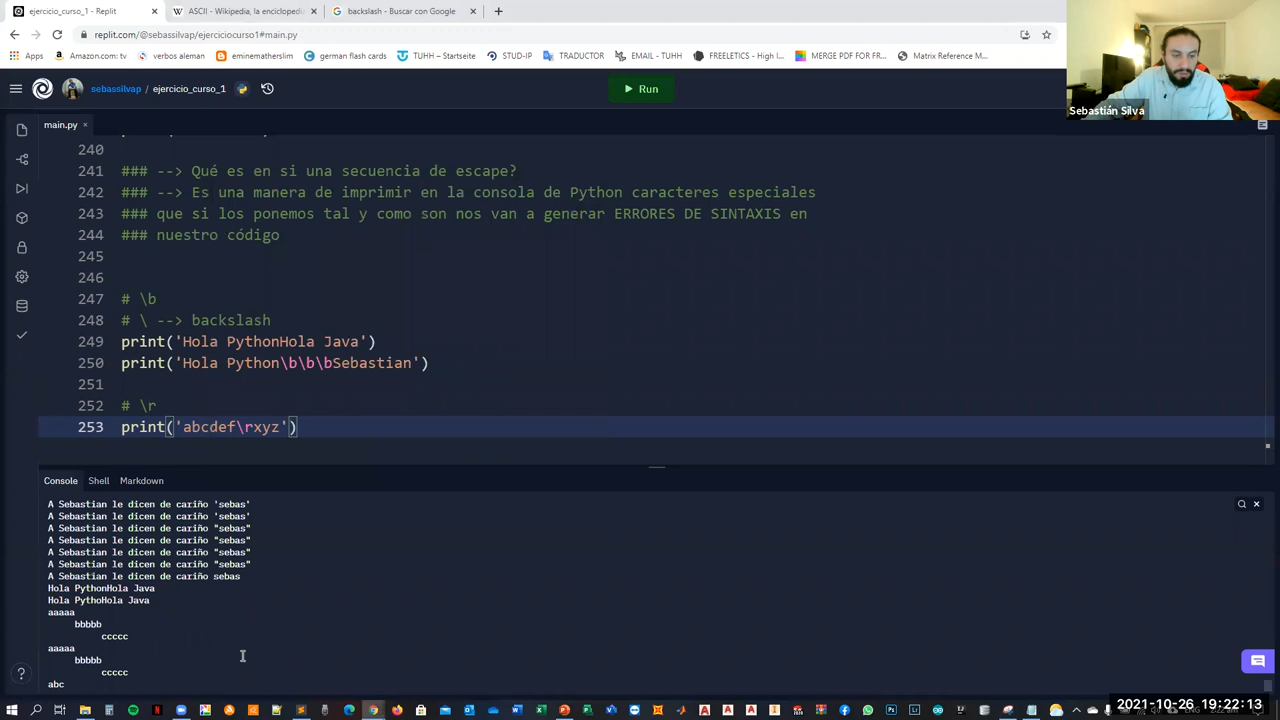 ejercicio_curso_1 - Replit
ASCII - Wikipedia, la enciclopedi
backslash - Buscar con Google
replit.com/@sebassilvap/ejerciciocurso1#main.py
Apps
Amazon.com: tv
verbos aleman
eminematherslim
german flash cards
TUHH – Startseite
STUD-IP
TRADUCTOR
EMAIL - TUHH
FREELETICS - High I...
MERGE PDF FOR FR...
Matrix Reference M...
sebassilvap / ejercicio_curso_1
Run
Sebastián Silva
main.py
240
241 ### --> Qué es en si una secuencia de escape?
242 ### --> Es una manera de imprimir en la consola de Python caracteres especiales
243 ### que si los ponemos tal y como son nos van a generar ERRORES DE SINTAXIS en
244 ### nuestro código
245
246
247 # \b
248 # \ --> backslash
249 print('Hola PythonHola Java')
250 print('Hola Python\b\b\bSebastian')
251
252 # \r
253 print('abcdef\rxyz')
Console Shell Markdown
A Sebastian le dicen de cariño 'sebas'
A Sebastian le dicen de cariño 'sebas'
A Sebastian le dicen de cariño "sebas"
A Sebastian le dicen de cariño "sebas"
A Sebastian le dicen de cariño "sebas"
A Sebastian le dicen de cariño "sebas"
A Sebastian le dicen de cariño sebas
Hola PythonHola Java
Hola PythoHola Java
aaaaa
bbbbb
ccccc
aaaaa
bbbbb
ccccc
abc
2021-10-26 19:22:13